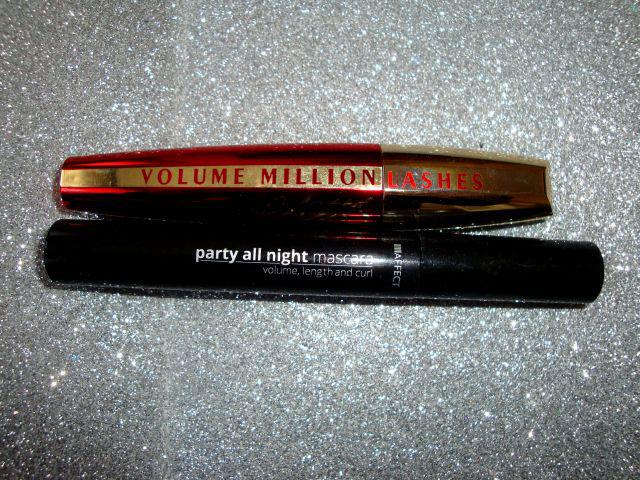 VOLUME MILLION LASHES
party all night mascara
volume, length and curl
AFFECT